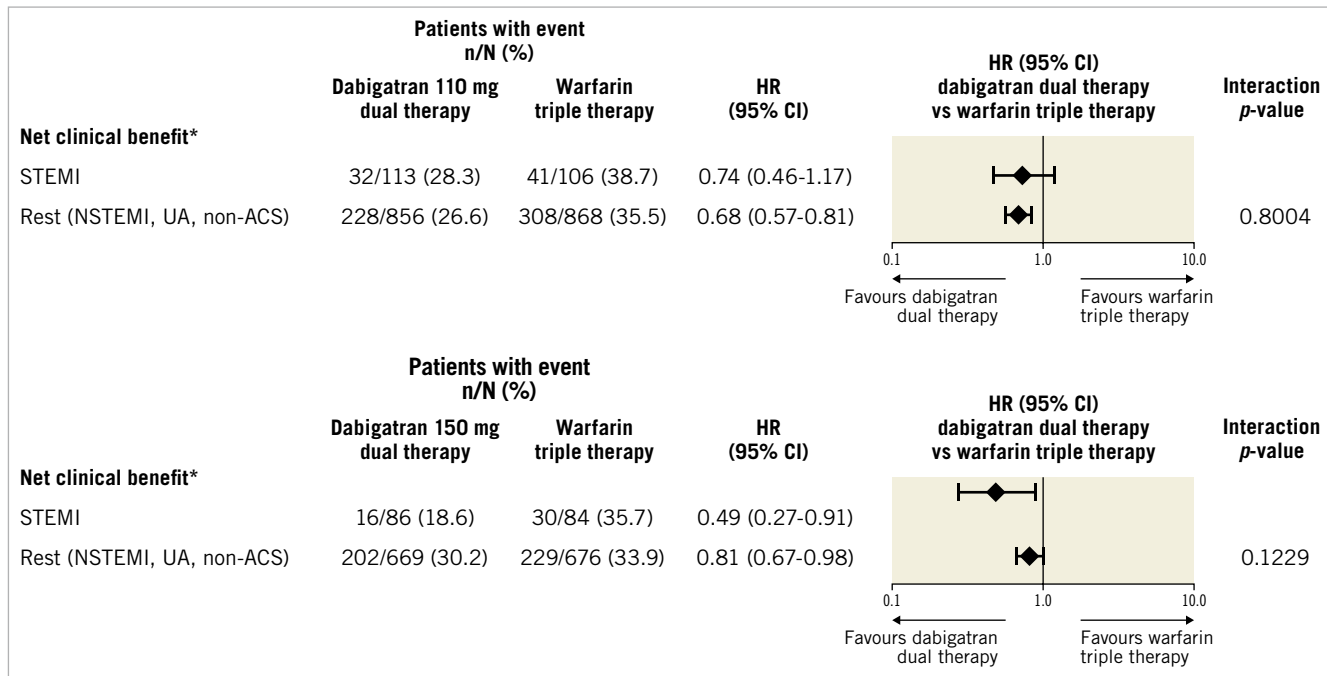 Patients with event
n/N (%)
Dabigatran 110 mg
dual therapy
Warfarin
triple therapy
HR
(95% CI)
HR (95% CI)
dabigatran dual therapy
vs warfarin triple therapy
Interaction
p-value
Net clinical benefit*
STEMI 32/113 (28.3) 41/106 (38.7) 0.74 (0.46-1.17)
Rest (NSTEMI, UA, non-ACS) 228/856 (26.6) 308/868 (35.5) 0.68 (0.57-0.81) 0.8004
0.1 1.0 10.0
Favours dabigatran
dual therapy
Favours warfarin
triple therapy
Patients with event
n/N (%)
Dabigatran 150 mg
dual therapy
Warfarin
triple therapy
HR
(95% CI)
HR (95% CI)
dabigatran dual therapy
vs warfarin triple therapy
Interaction
p-value
Net clinical benefit*
STEMI 16/86 (18.6) 30/84 (35.7) 0.49 (0.27-0.91)
Rest (NSTEMI, UA, non-ACS) 202/669 (30.2) 229/676 (33.9) 0.81 (0.67-0.98) 0.1229
0.1 1.0 10.0
Favours dabigatran
dual therapy
Favours warfarin
triple therapy